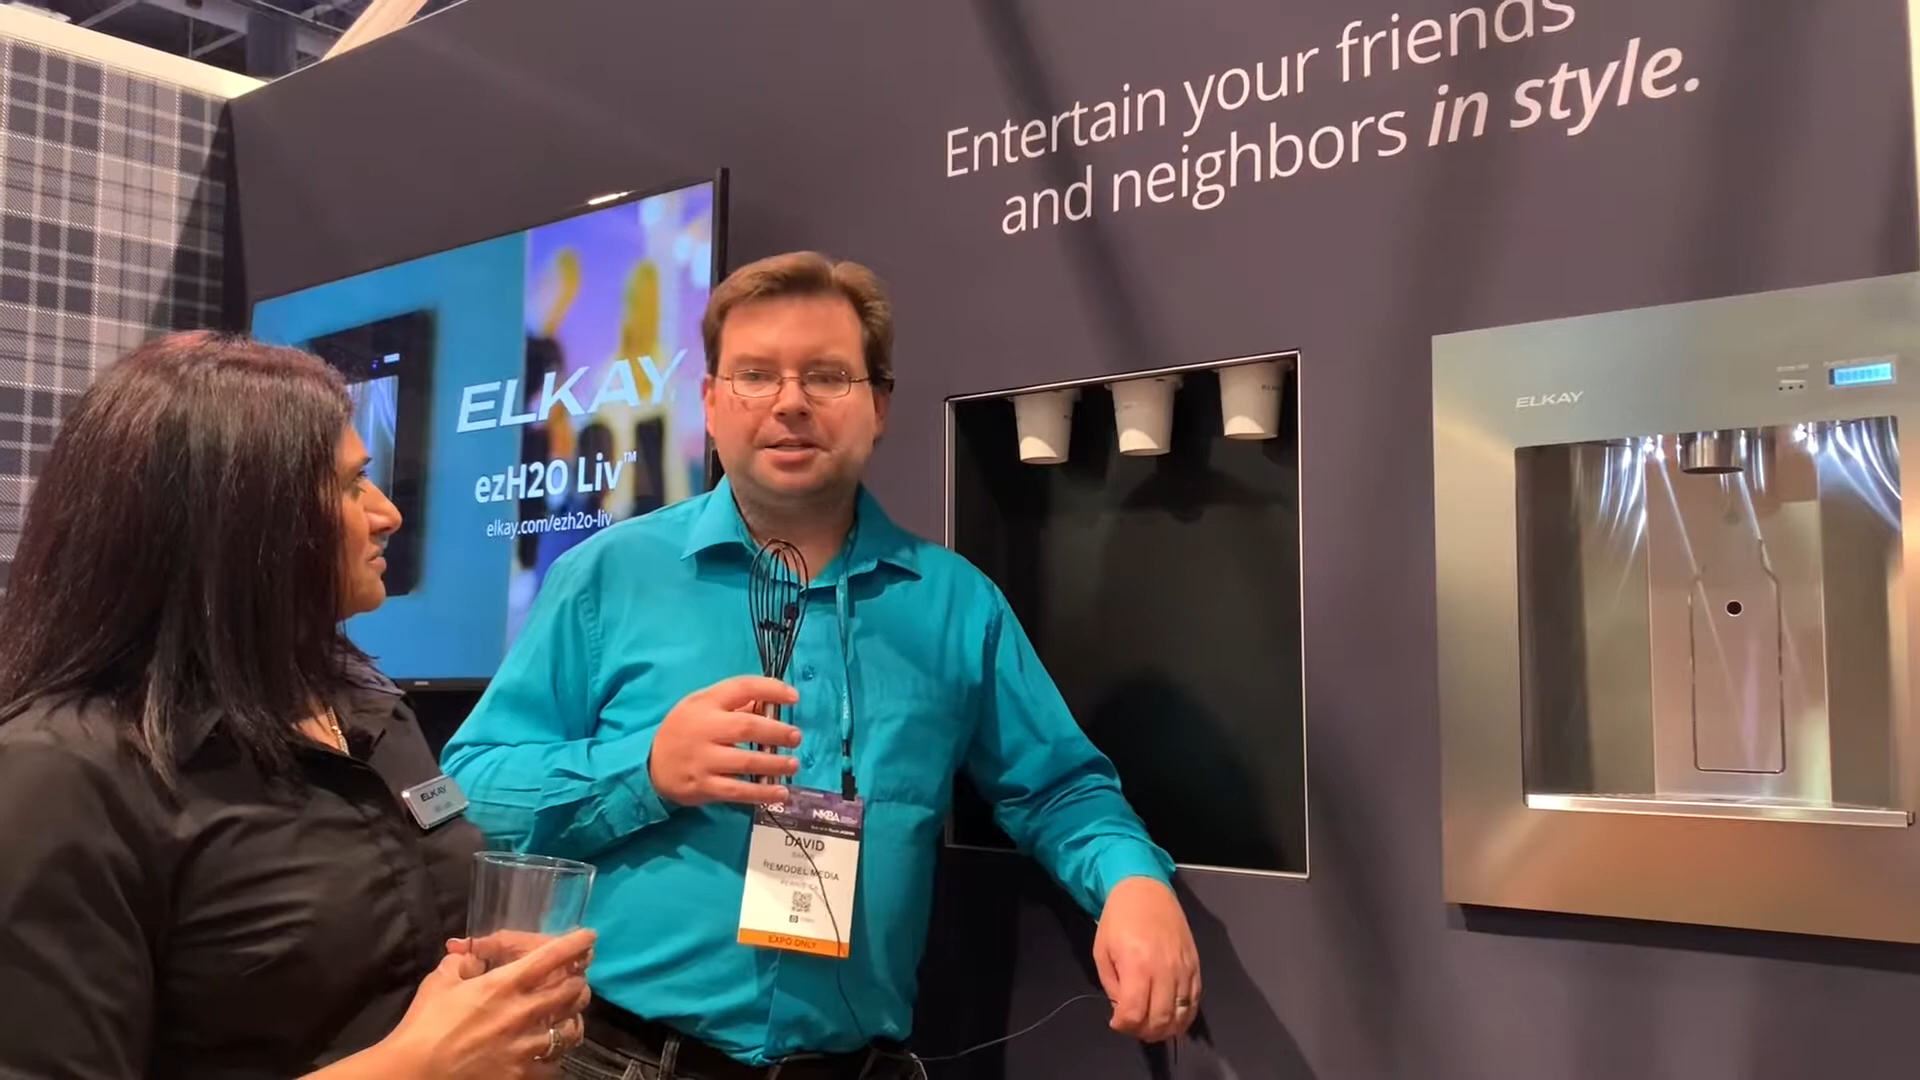 Entertain your friends
and neighbors in style.
ELKAY
ezH2O Liv™
elkay.com/ezh2o-liv
ELKAY
ELKAY
NKBA
DAVID
REMODEL MEDIA
EXPO ONLY